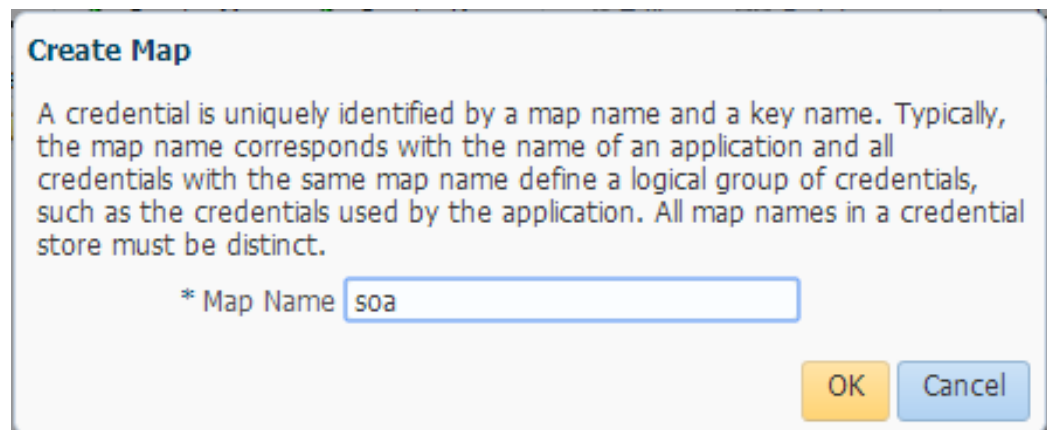 Create Map
A credential is uniquely identified by a map name and a key name. Typically,
the map name corresponds with the name of an application and all
credentials with the same map name define a logical group of credentials,
such as the credentials used by the application. All map names in a credential
store must be distinct.
* Map Name soa
OK Cancel